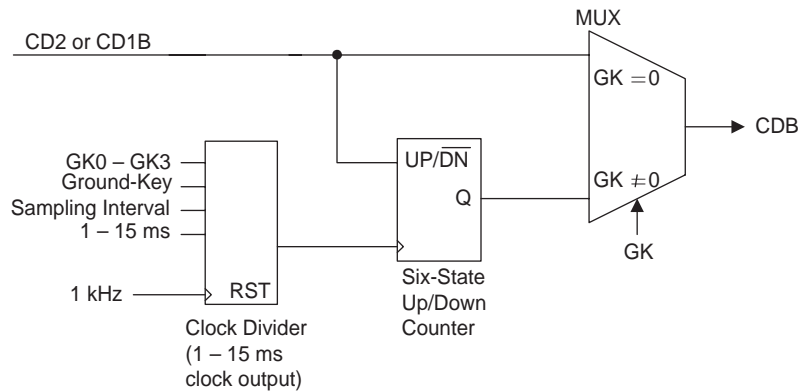 MUX
CD2 or CD1B
GK = 0
CDB
GK0 – GK3
Ground-Key
Sampling Interval
1 – 15 ms
UP/D̅N̅
Q
GK ≠ 0
GK
1 kHz
RST
Six-State
Up/Down
Counter
Clock Divider
(1 – 15 ms
clock output)